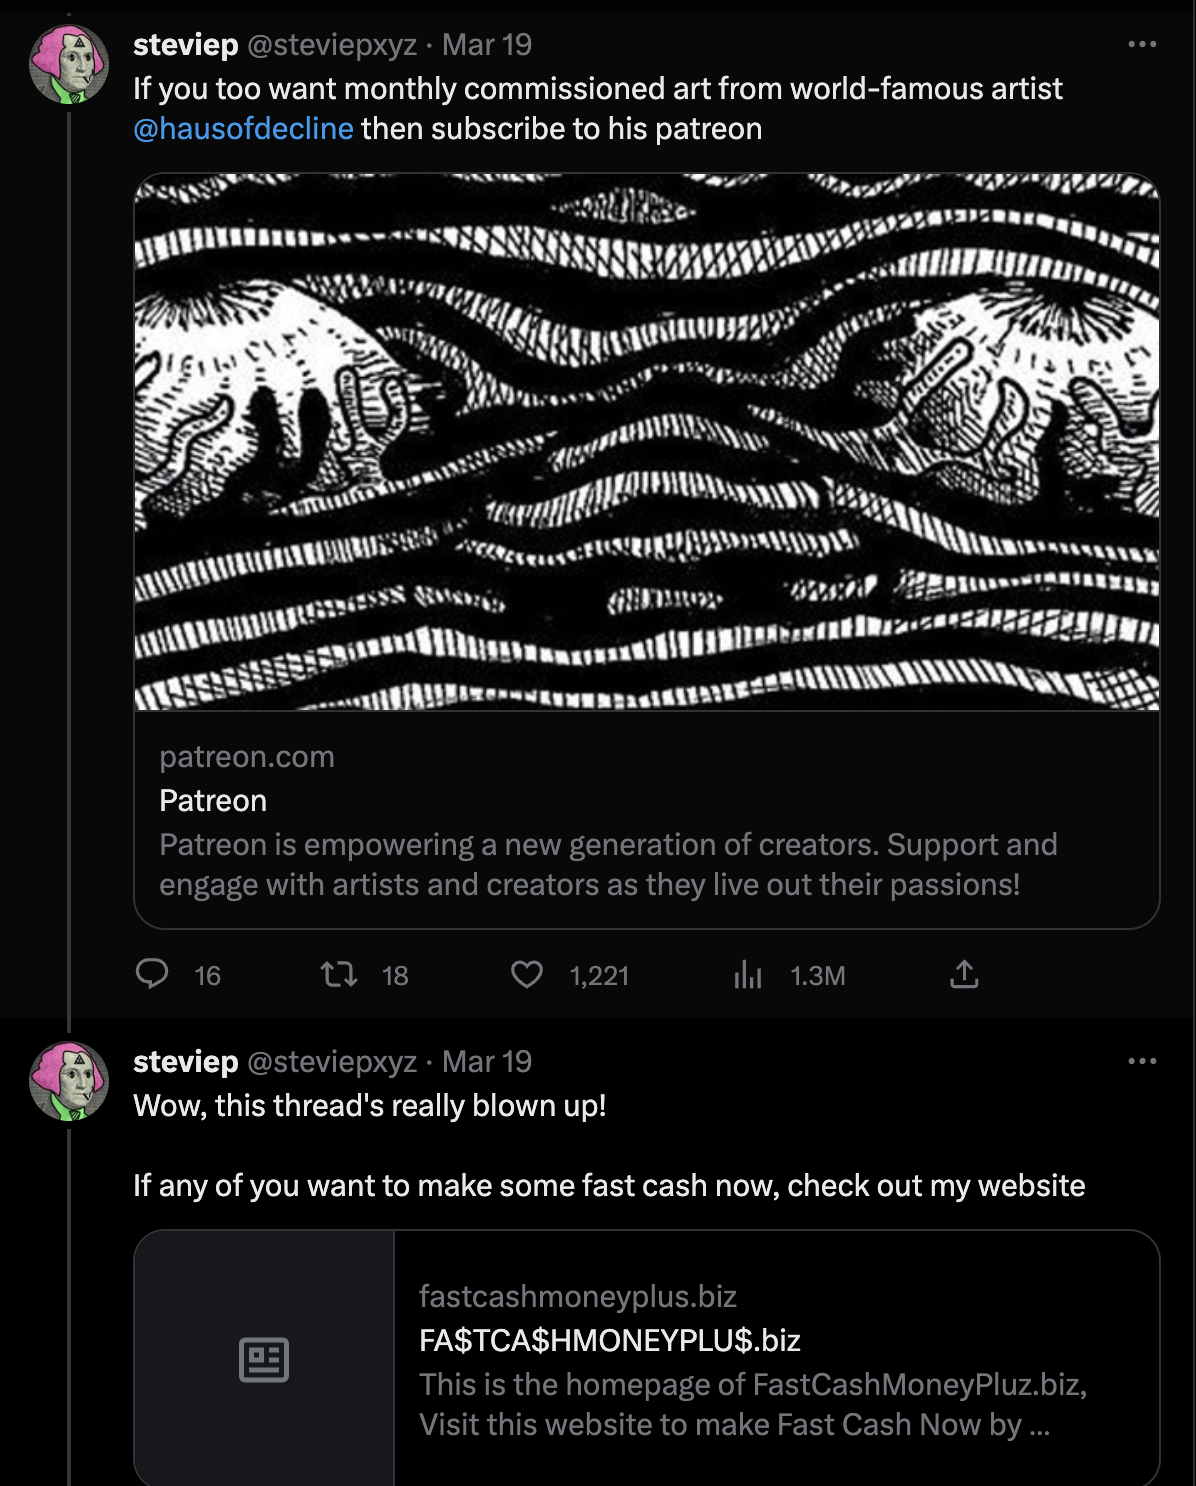 steviep @steviepxyz · Mar 19
If you too want monthly commissioned art from world-famous artist
@hausofdecline then subscribe to his patreon
patreon.com
Patreon
Patreon is empowering a new generation of creators. Support and
engage with artists and creators as they live out their passions!
16 18 1,221 1.3M
steviep @steviepxyz · Mar 19
Wow, this thread's really blown up!
If any of you want to make some fast cash now, check out my website
fastcashmoneyplus.biz
FA$TCA$HMONEYPLU$.biz
This is the homepage of FastCashMoneyPluz.biz,
Visit this website to make Fast Cash Now by ...